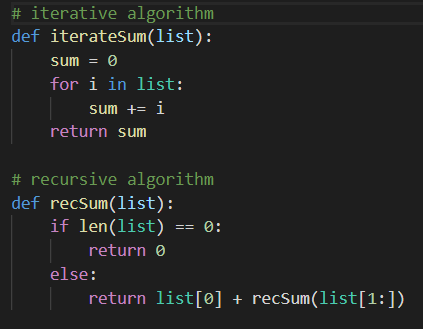 # iterative algorithm
def iterateSum(list):
    sum = 0
    for i in list:
        sum += i
    return sum

# recursive algorithm
def recSum(list):
    if len(list) == 0:
        return 0
    else:
        return list[0] + recSum(list[1:])